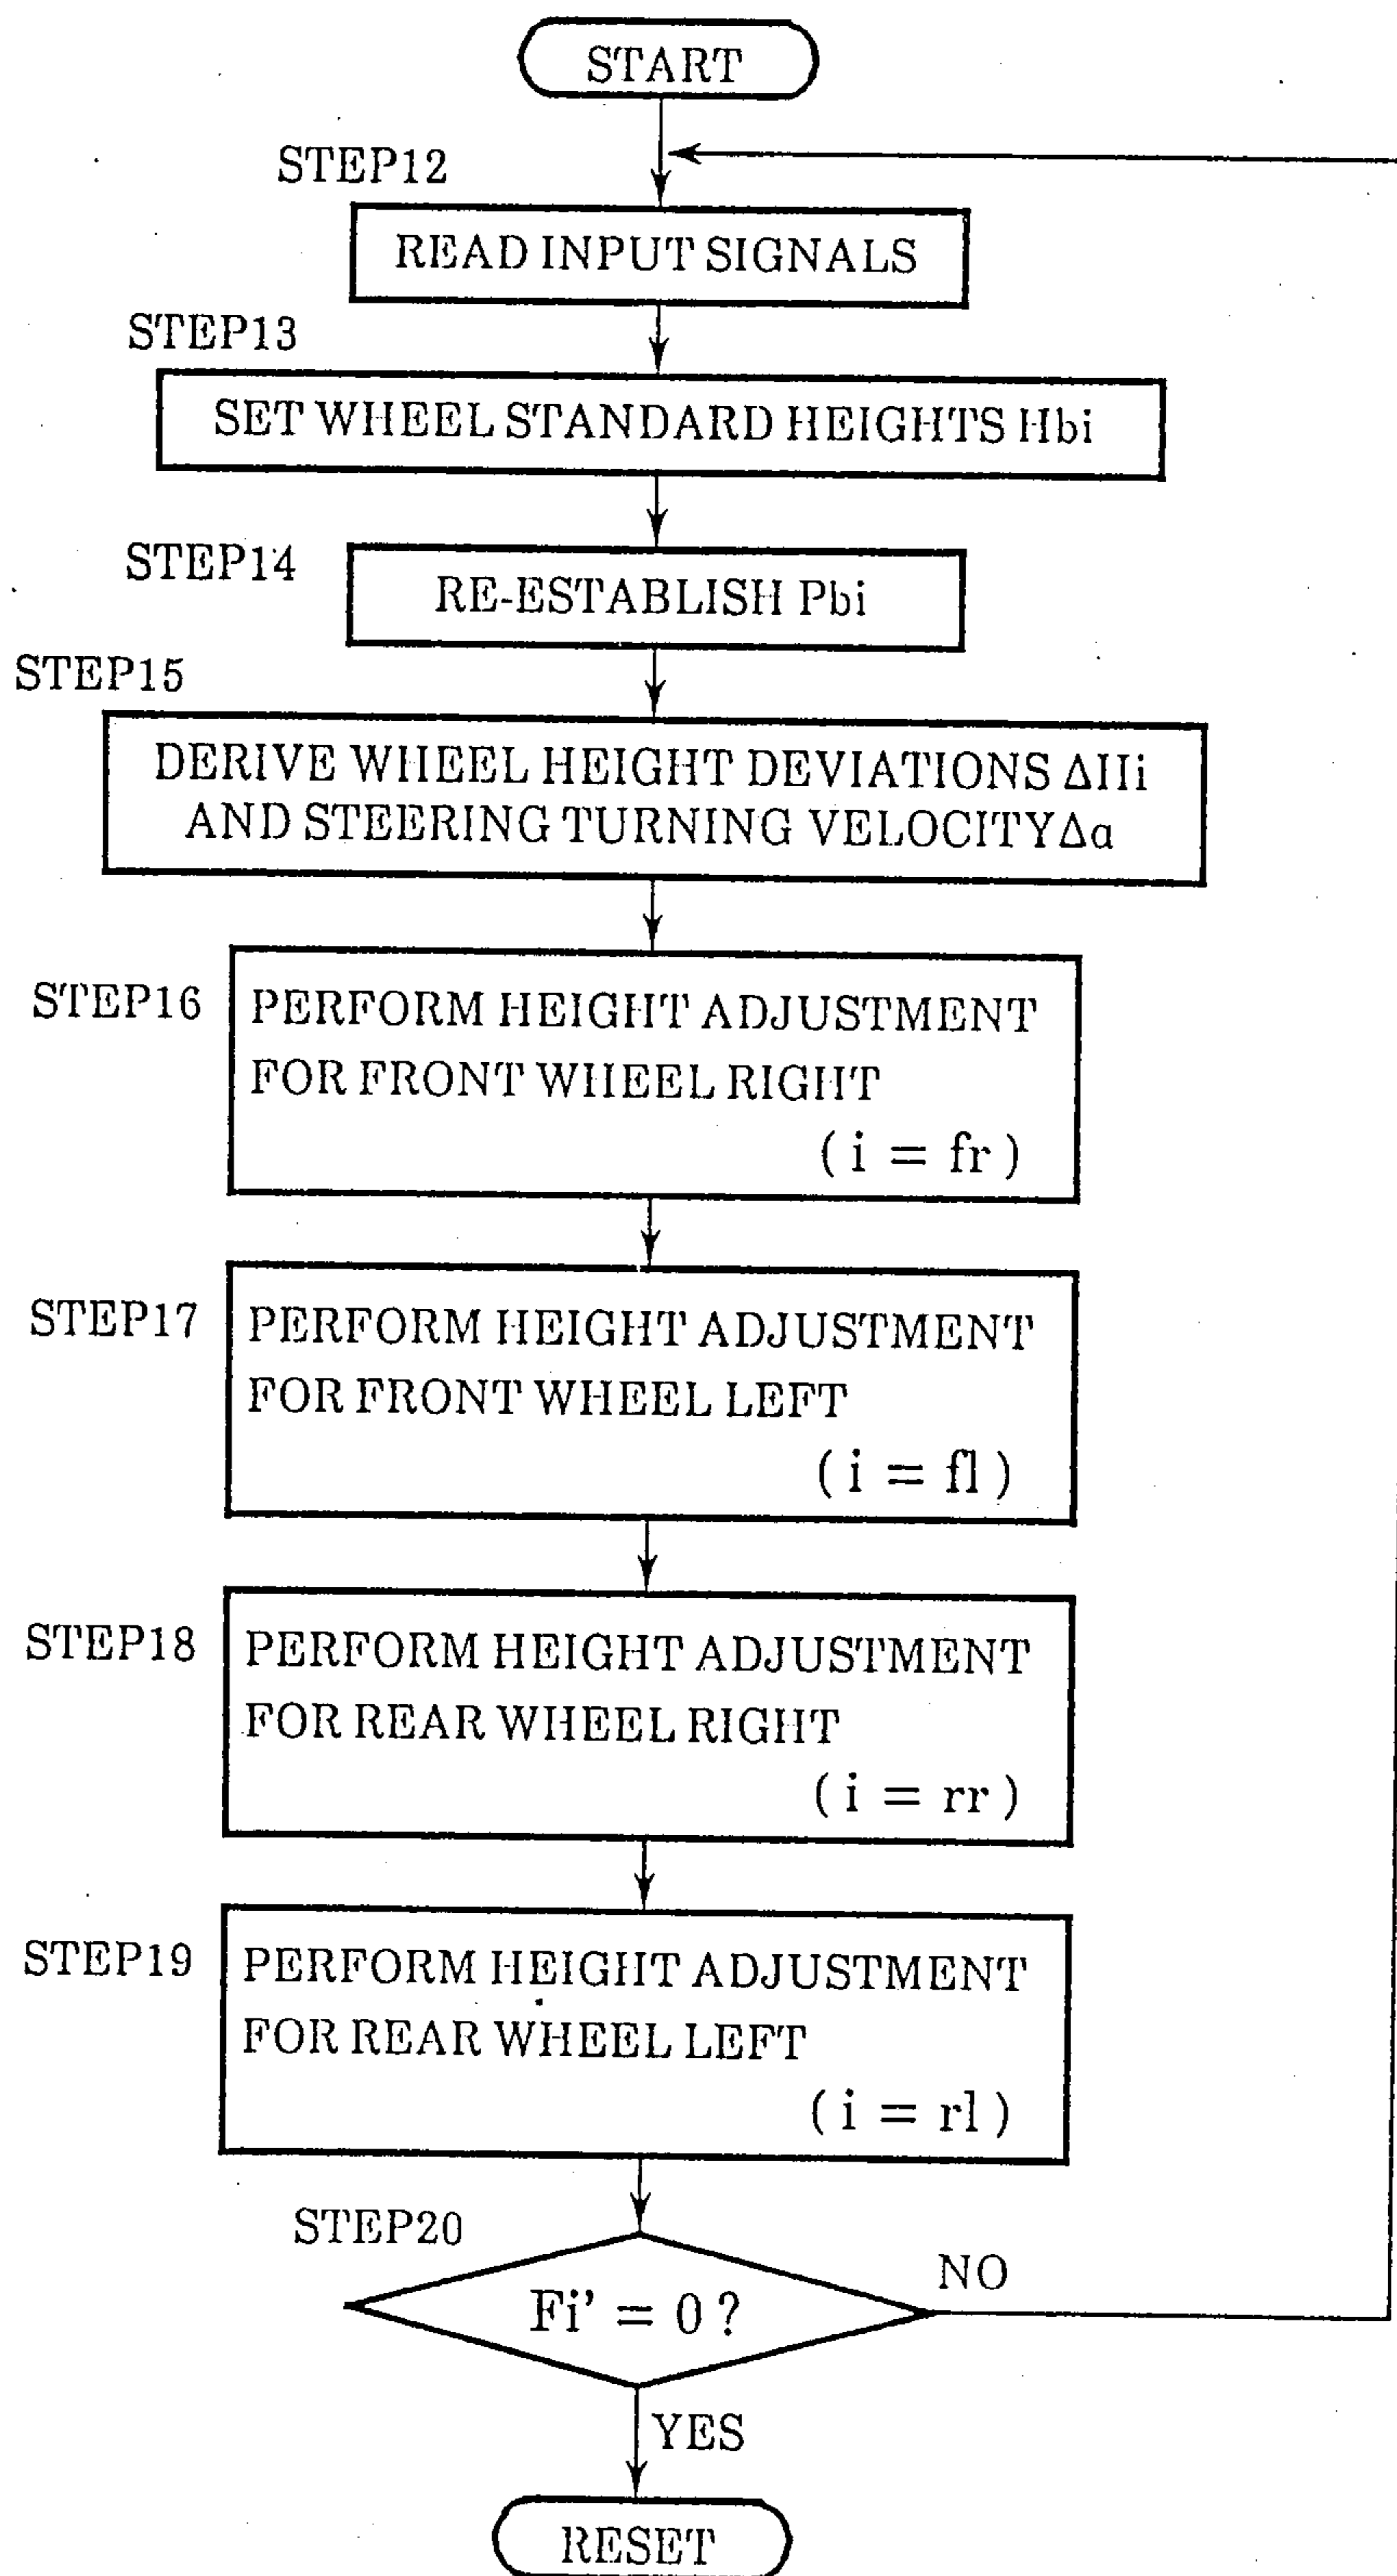 START
STEP12
READ INPUT SIGNALS
STEP13
SET WHEEL STANDARD HEIGHTS Hbi
STEP14
RE-ESTABLISH Pbi
STEP15
DERIVE WHEEL HEIGHT DEVIATIONS ΔHi
AND STEERING TURNING VELOCITY Δα
STEP16
PERFORM HEIGHT ADJUSTMENT
FOR FRONT WHEEL RIGHT
( i = fr )
STEP17
PERFORM HEIGHT ADJUSTMENT
FOR FRONT WHEEL LEFT
( i = fl )
STEP18
PERFORM HEIGHT ADJUSTMENT
FOR REAR WHEEL RIGHT
( i = rr )
STEP19
PERFORM HEIGHT ADJUSTMENT
FOR REAR WHEEL LEFT
( i = rl )
STEP20
Fi' = 0 ?
NO
YES
RESET